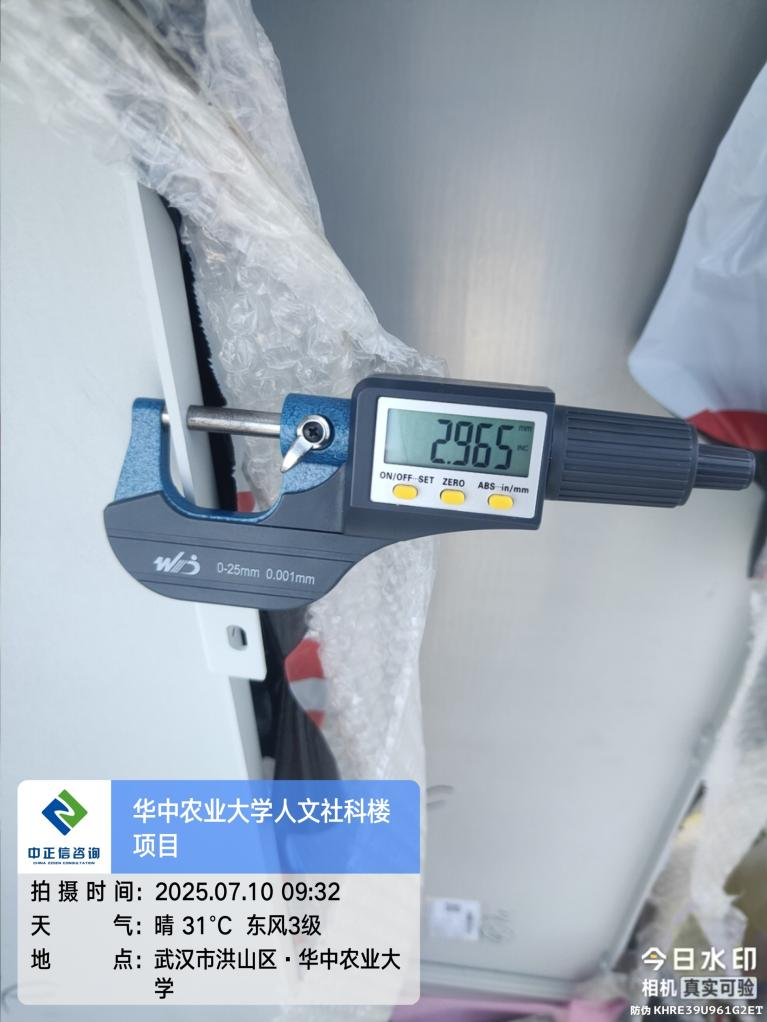 2.965
mm
INC
ON/OFF SET ZERO ABS in/mm
0-25mm 0.001mm
华中农业大学人文社科楼
项目
中正信咨询
CHINA ZEXIN CONSULTATION
拍摄时间：2025.07.10 09:32
天气：晴 31℃ 东风3级
地点：武汉市洪山区·华中农业大
学
今日水印
相机 真实可验
防伪 KHRE39U961G2ET